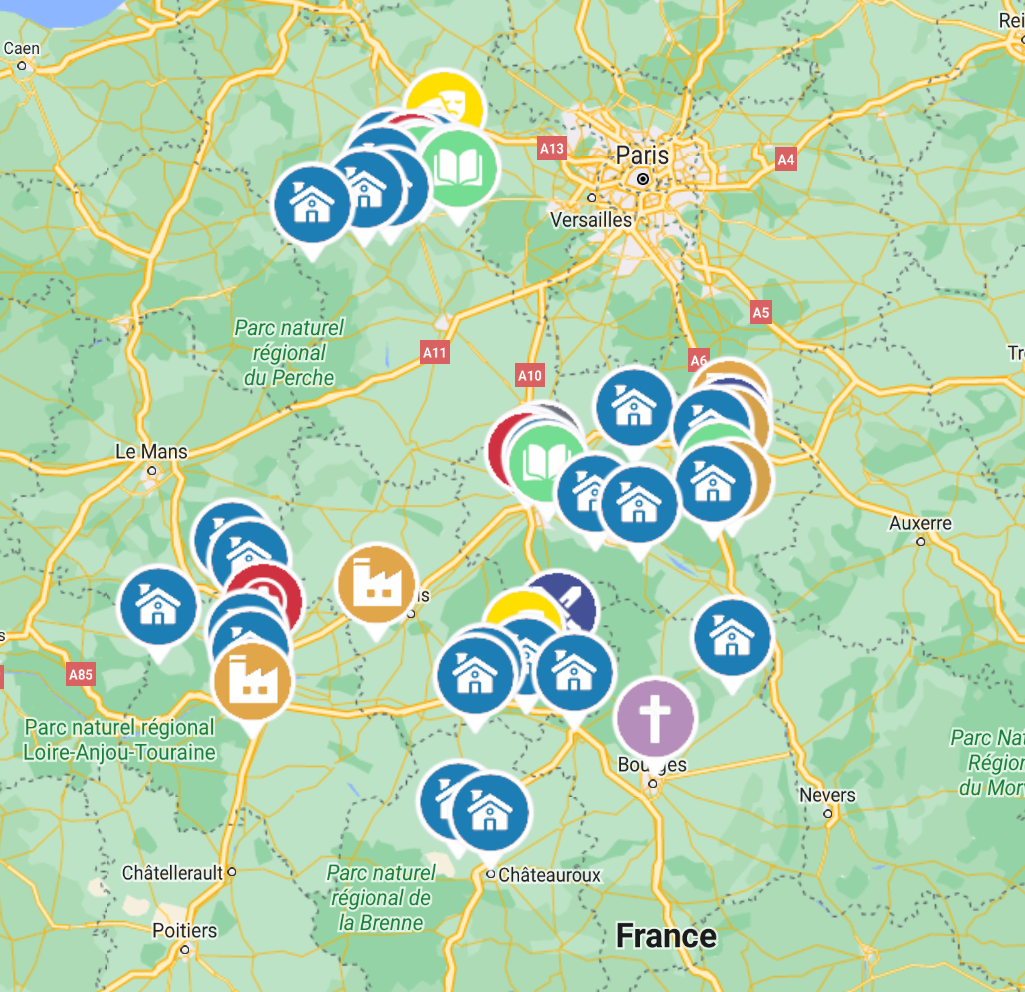 Caen
Rei
A13
Paris
A4
Versailles
A5
Parc naturel
régional
du Perche
A11
A6
Tr
A10
Le Mans
Auxerre
is
s
A85
Parc naturel régional
Loire-Anjou-Touraine
Bourges
Parc Nat
Région
du Morv
Nevers
Châtellerault
Parc naturel
régional de
la Brenne
Châteauroux
Poitiers
France